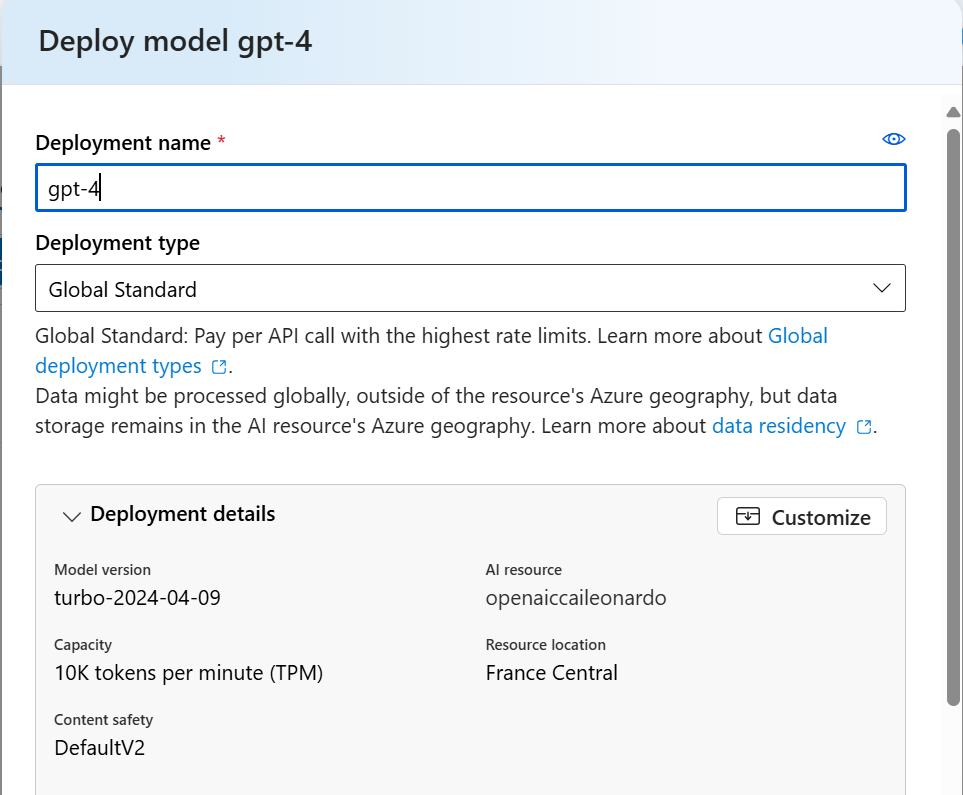 Deploy model gpt-4
Deployment name *
gpt-4
Deployment type
Global Standard
Global Standard: Pay per API call with the highest rate limits. Learn more about Global
deployment types .
Data might be processed globally, outside of the resource's Azure geography, but data
storage remains in the AI resource's Azure geography. Learn more about data residency .
Deployment details
Customize
Model version
turbo-2024-04-09
AI resource
openaiccaileonardo
Capacity
10K tokens per minute (TPM)
Resource location
France Central
Content safety
DefaultV2